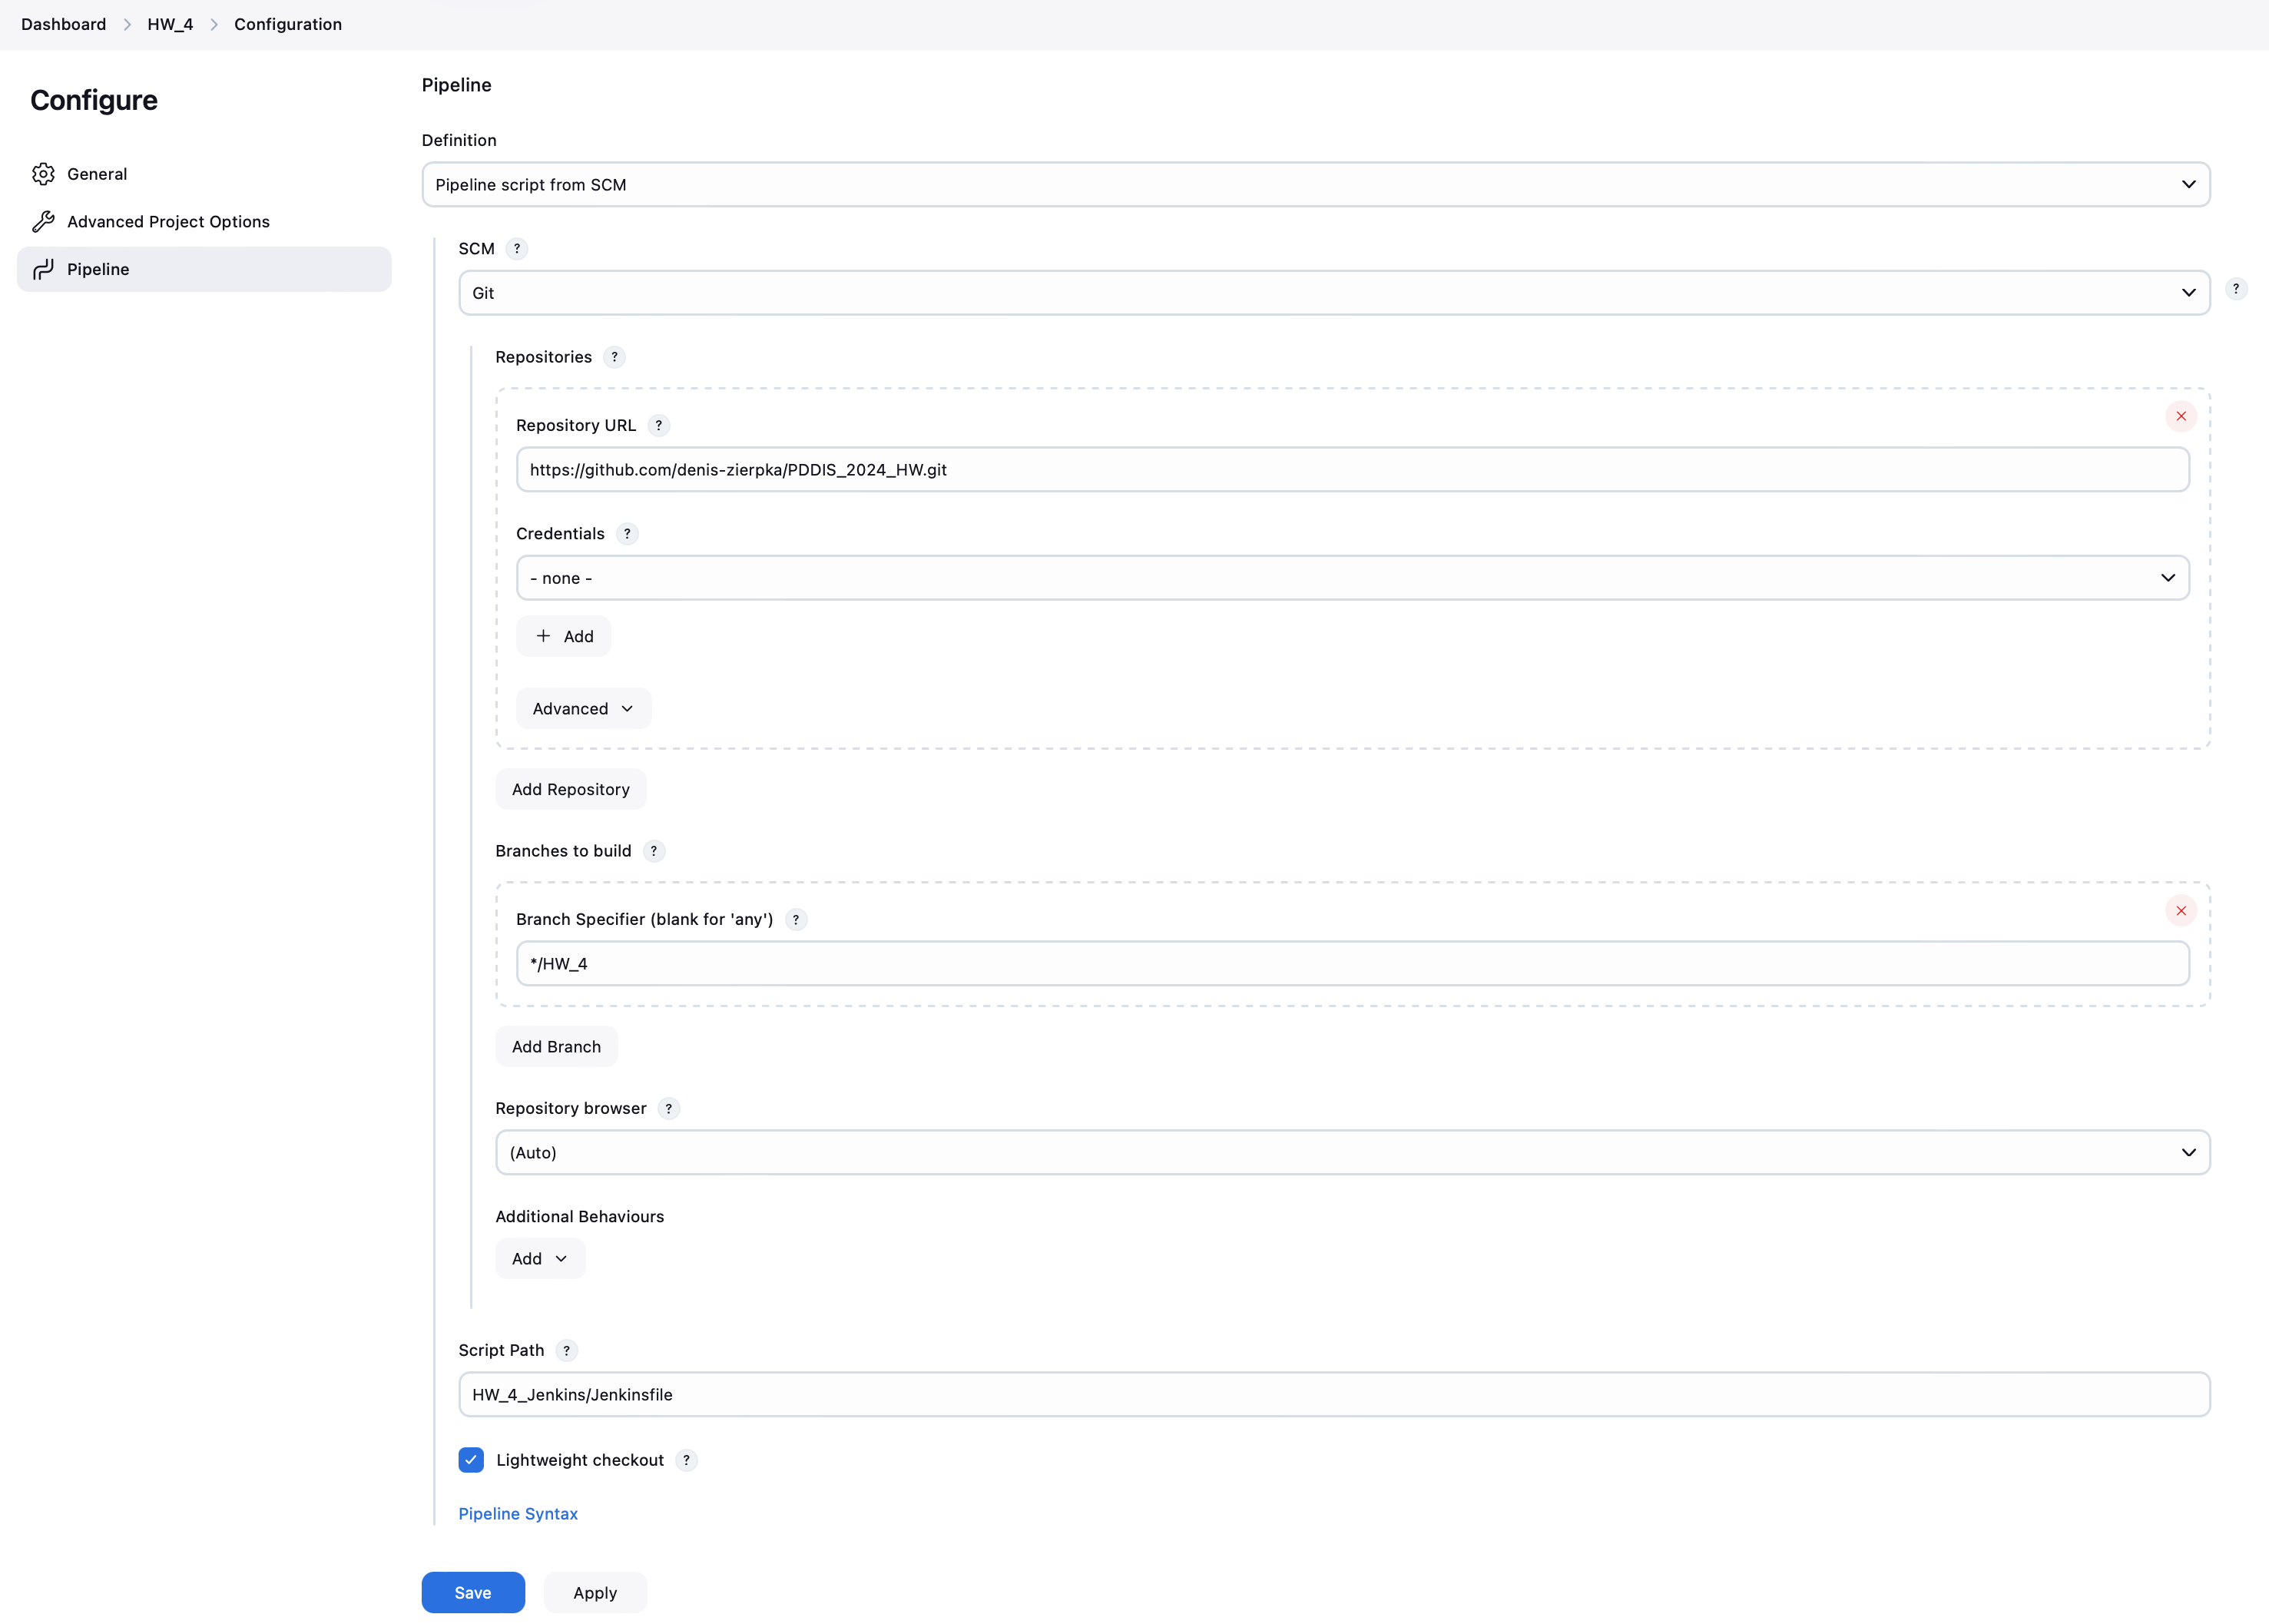 Dashboard > HW_4 > Configuration
Configure
General
Advanced Project Options
Pipeline
Pipeline
Definition
Pipeline script from SCM
SCM ?
Git
?
Repositories ?
Repository URL ?
https://github.com/denis-zierpka/PDDIS_2024_HW.git
Credentials ?
- none -
+ Add
Advanced
Add Repository
Branches to build ?
Branch Specifier (blank for 'any') ?
*/HW_4
Add Branch
Repository browser ?
(Auto)
Additional Behaviours
Add
Script Path ?
HW_4_Jenkins/Jenkinsfile
Lightweight checkout ?
Pipeline Syntax
Save Apply